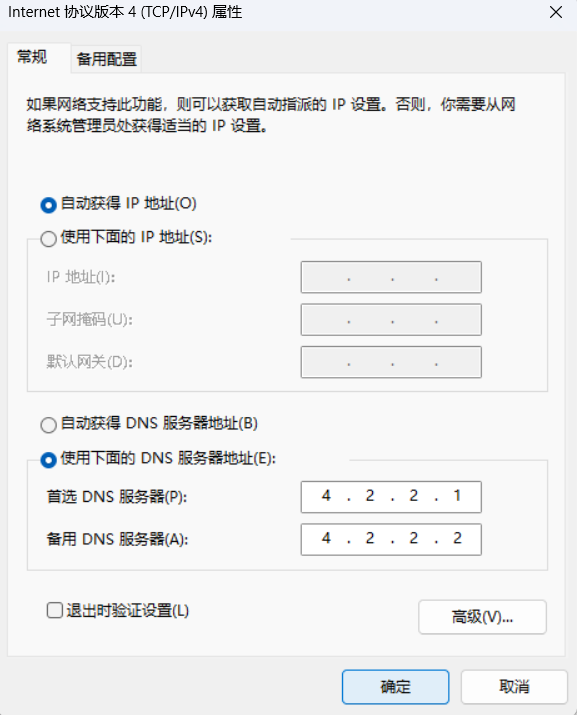 Internet 协议版本 4 (TCP/IPv4) 属性
常规
备用配置
如果网络支持此功能，则可以获取自动指派的 IP 设置。否则，你需要从网
络系统管理员处获得适当的 IP 设置。
自动获得 IP 地址(O)
使用下面的 IP 地址(S):
IP 地址(I):
子网掩码(U):
默认网关(D):
自动获得 DNS 服务器地址(B)
使用下面的 DNS 服务器地址(E):
首选 DNS 服务器(P): 4 . 2 . 2 . 1
备用 DNS 服务器(A): 4 . 2 . 2 . 2
退出时验证设置(L)
高级(V)...
确定 取消